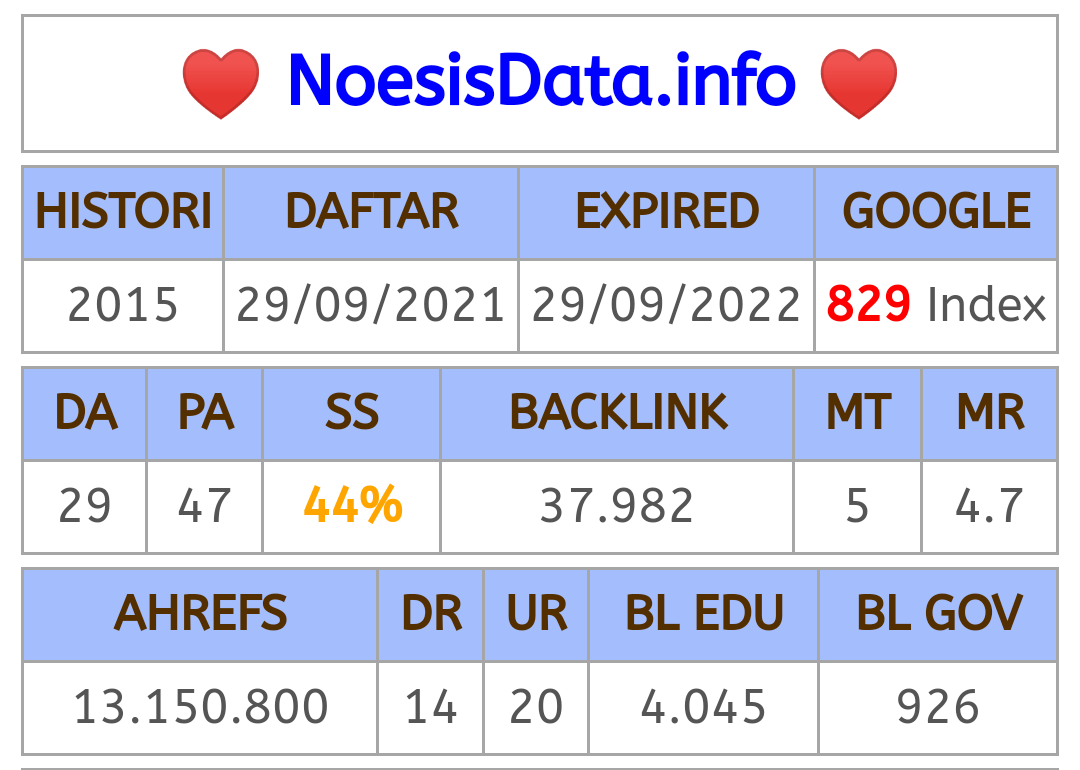 NoesisData.info
HISTORI DAFTAR EXPIRED GOOGLE
2015 29/09/2021 29/09/2022 829 Index
DA PA SS BACKLINK MT MR
29 47 44% 37.982 5 4.7
AHREFS DR UR BL EDU BL GOV
13.150.800 14 20 4.045 926